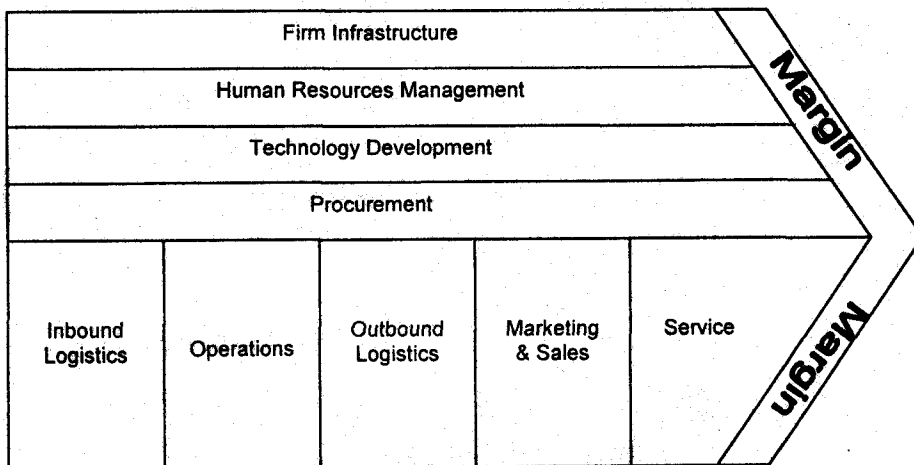 Firm Infrastructure
Human Resources Management
Technology Development
Procurement
Margin
Inbound
Logistics
Operations
Outbound
Logistics
Marketing
& Sales
Service
Margin